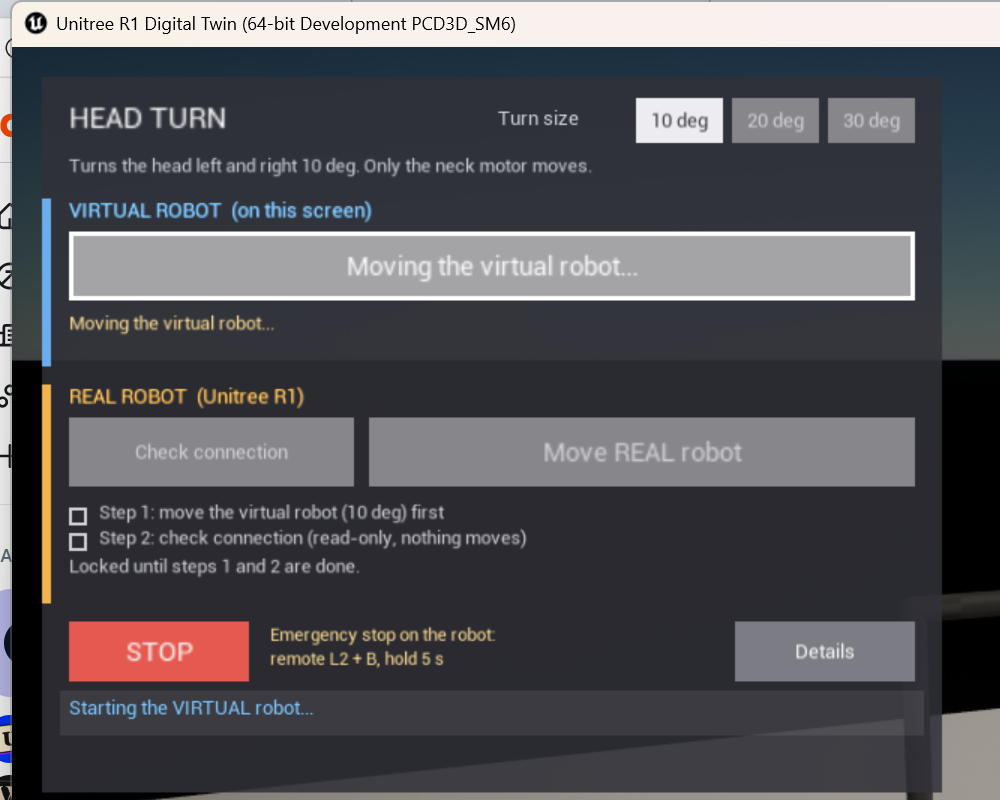 Unitree R1 Digital Twin (64-bit Development PCD3D_SM6)
HEAD TURN
Turn size
10 deg
20 deg
30 deg
Turns the head left and right 10 deg. Only the neck motor moves.
VIRTUAL ROBOT (on this screen)
Moving the virtual robot...
Moving the virtual robot...
REAL ROBOT (Unitree R1)
Check connection
Move REAL robot
Step 1: move the virtual robot (10 deg) first
Step 2: check connection (read-only, nothing moves)
Locked until steps 1 and 2 are done.
STOP
Emergency stop on the robot:
remote L2 + B, hold 5 s
Details
Starting the VIRTUAL robot...